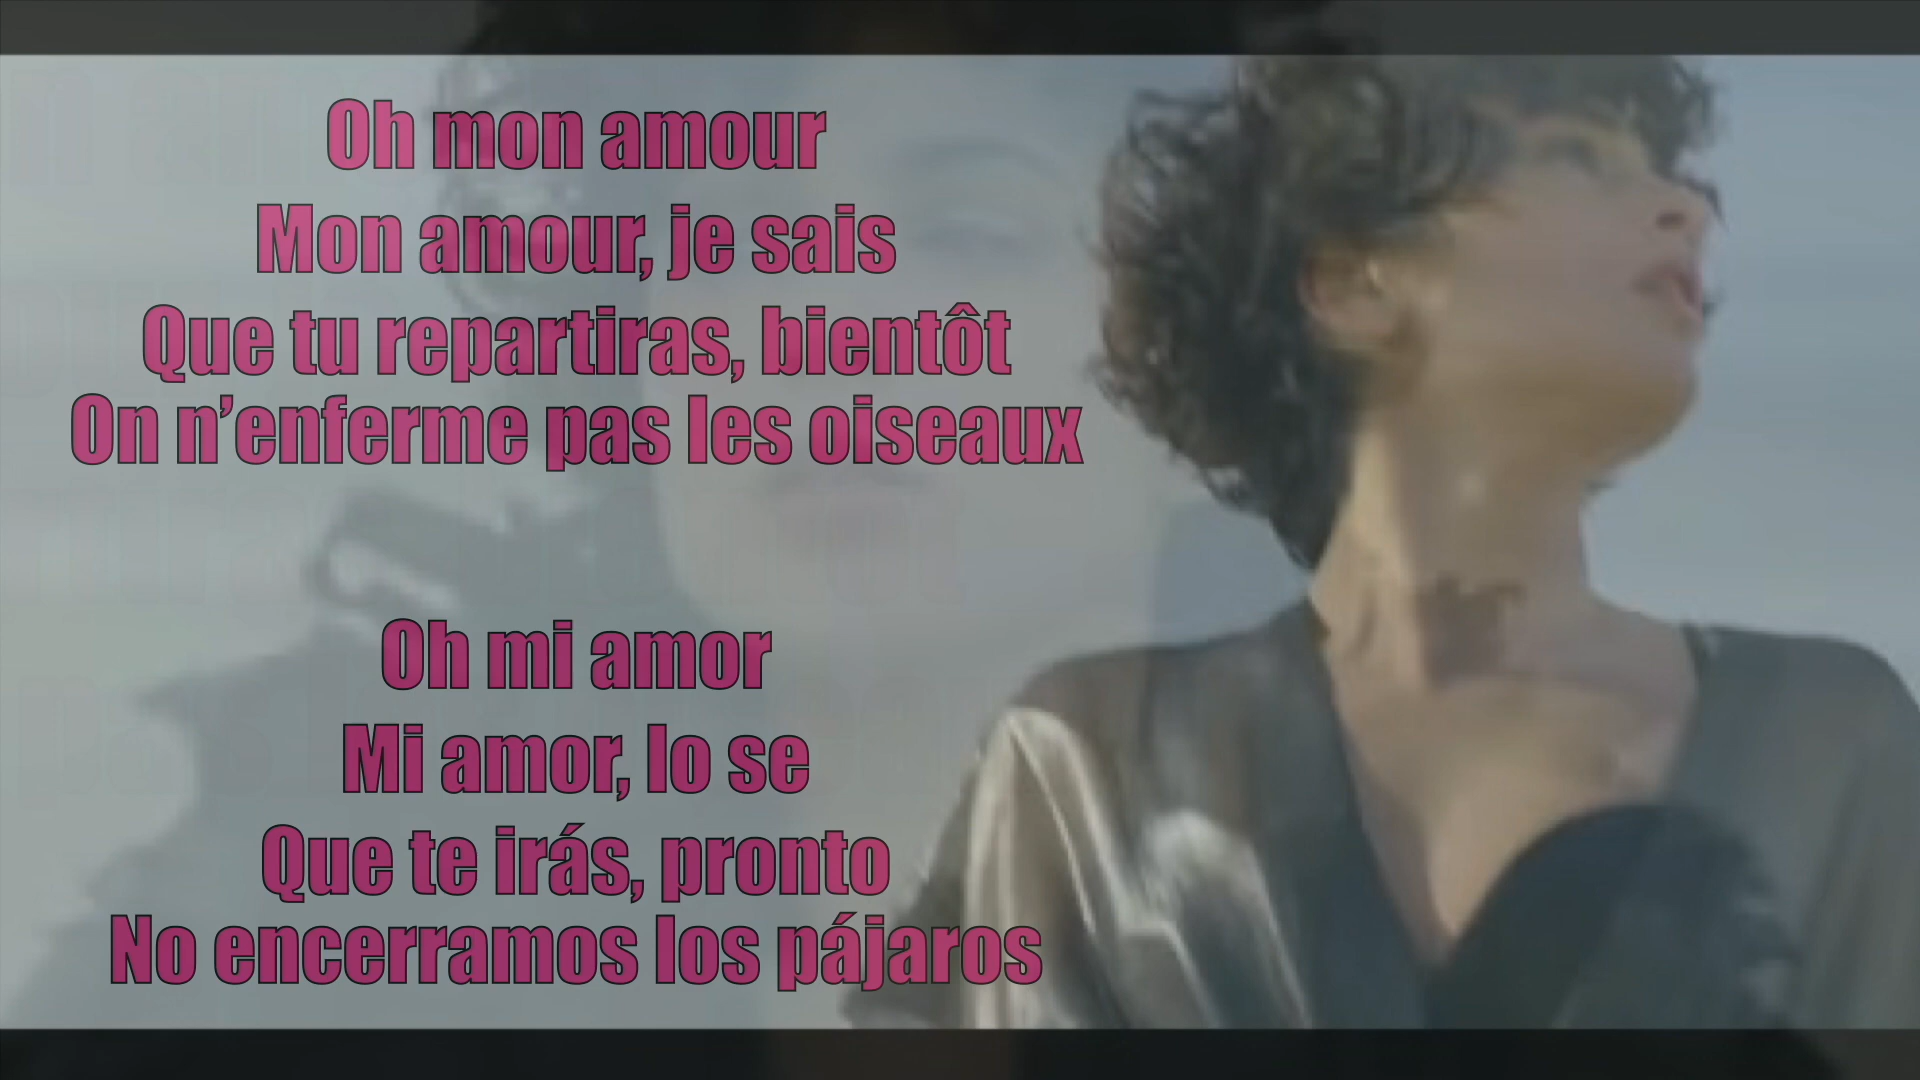 Oh mon amour
Mon amour, je sais
Que tu repartiras, bientôt
On n’enferme pas les oiseaux
Oh mi amor
Mi amor, lo se
Que te irás, pronto
No encerramos los pájaros